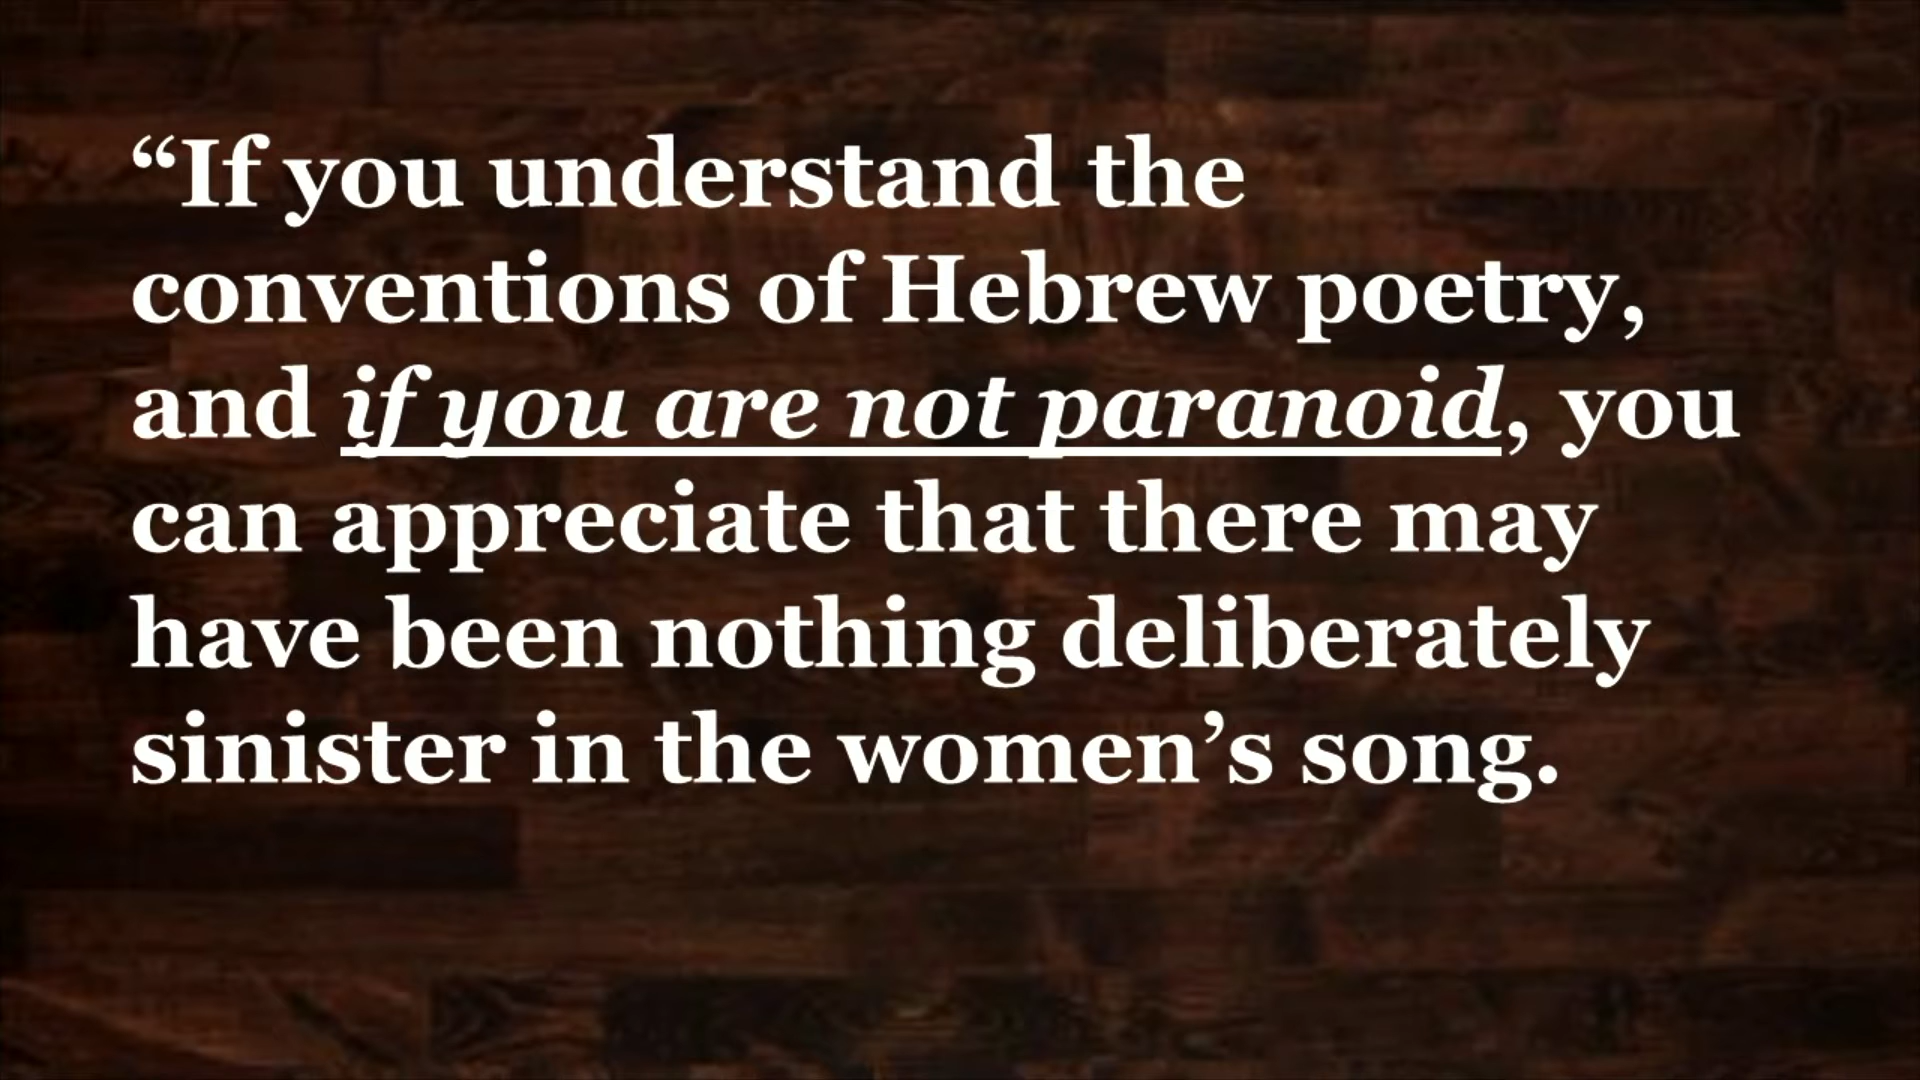 “If you understand the
conventions of Hebrew poetry,
and if you are not paranoid, you
can appreciate that there may
have been nothing deliberately
sinister in the women’s song.